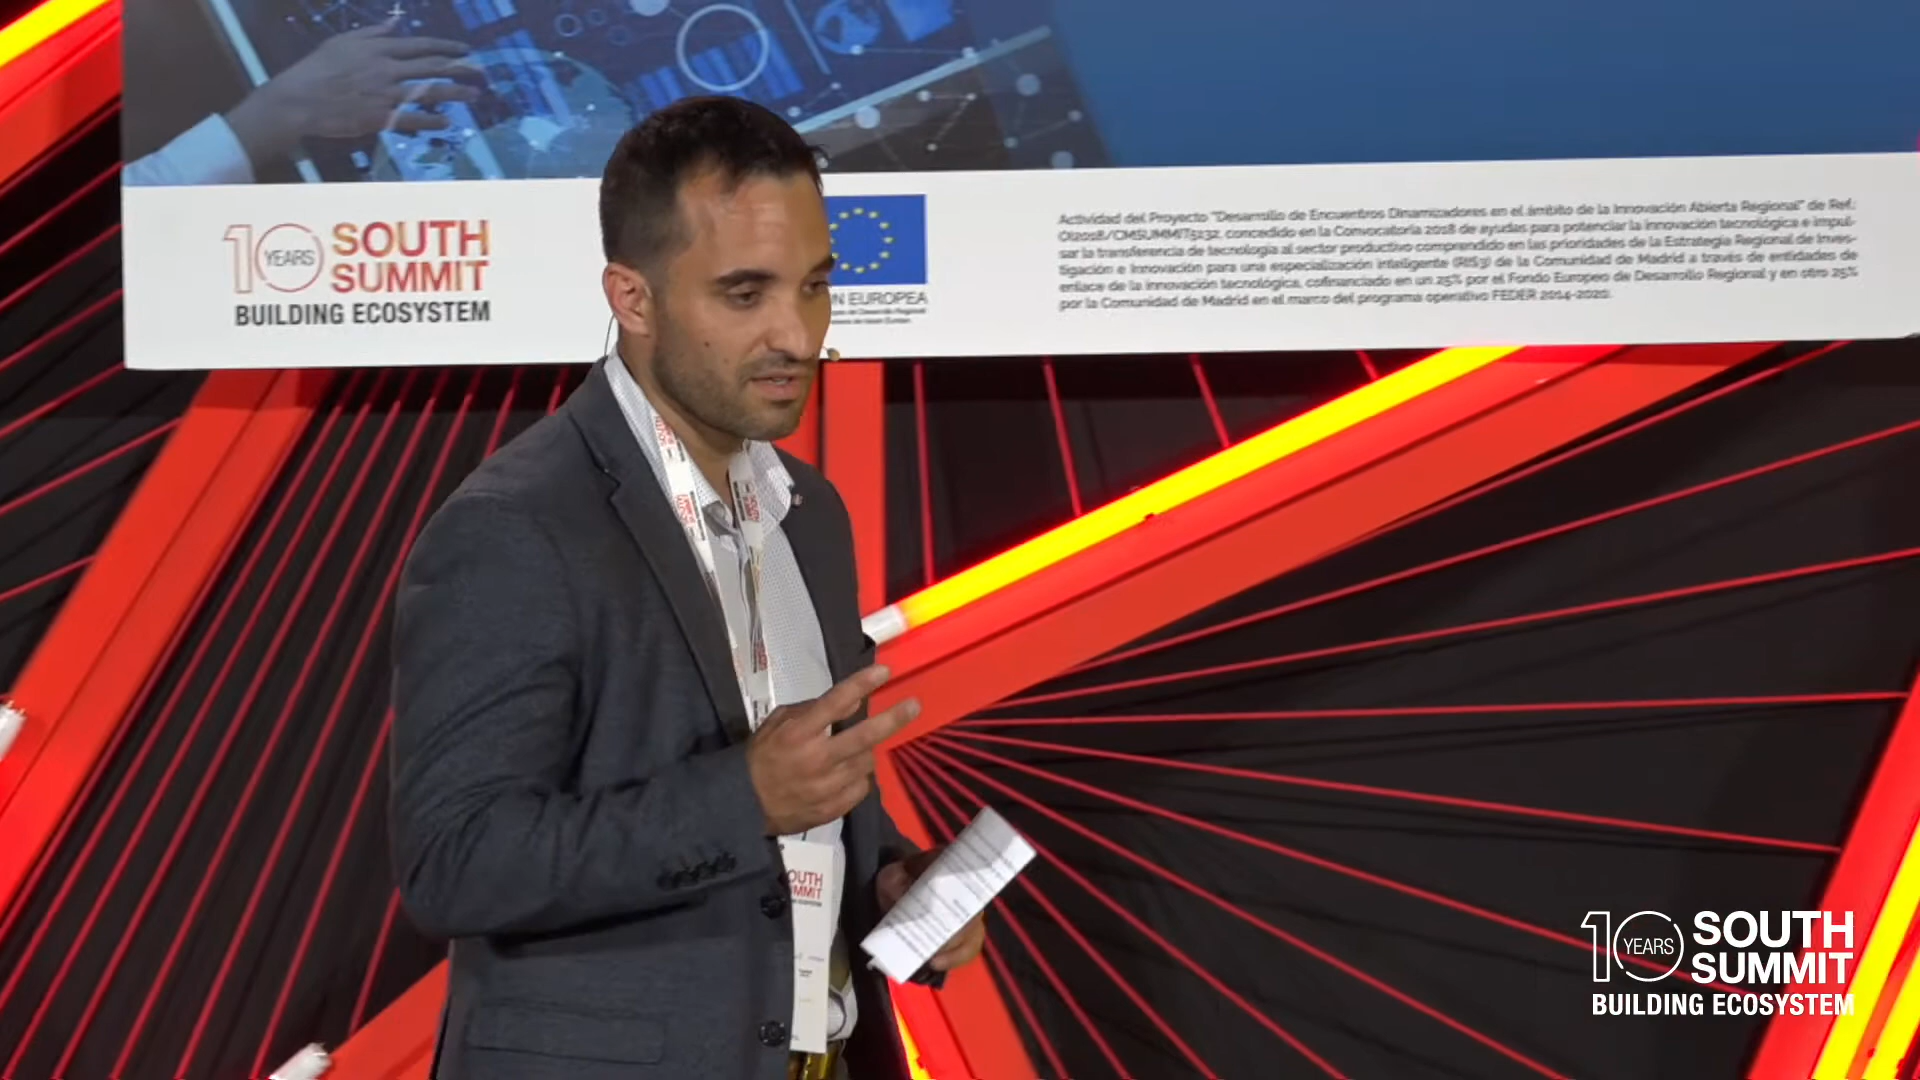 10 YEARS SOUTH SUMMIT
BUILDING ECOSYSTEM
N EUROPEA
Actividad del Proyecto "Desarrollo de Encuentros Dinamizadores en el ámbito de la Innovación Abierta Regional" de Ref.:
OI2018/CMSUMMIT5132, concedido en la Convocatoria 2018 de ayudas para potenciar la innovación tecnológica e impul-
sar la transferencia de tecnología al sector productivo comprendido en las prioridades de la Estrategia Regional de Inves-
tigación e Innovación para una especialización inteligente (RIS3) de la Comunidad de Madrid a través de entidades de
enlace de la innovación tecnológica, cofinanciado en un 25% por el Fondo Europeo de Desarrollo Regional y en otro 25%
por la Comunidad de Madrid en el marco del programa operativo FEDER 2014-2020.
OUTH
MMIT
10 YEARS SOUTH SUMMIT
BUILDING ECOSYSTEM